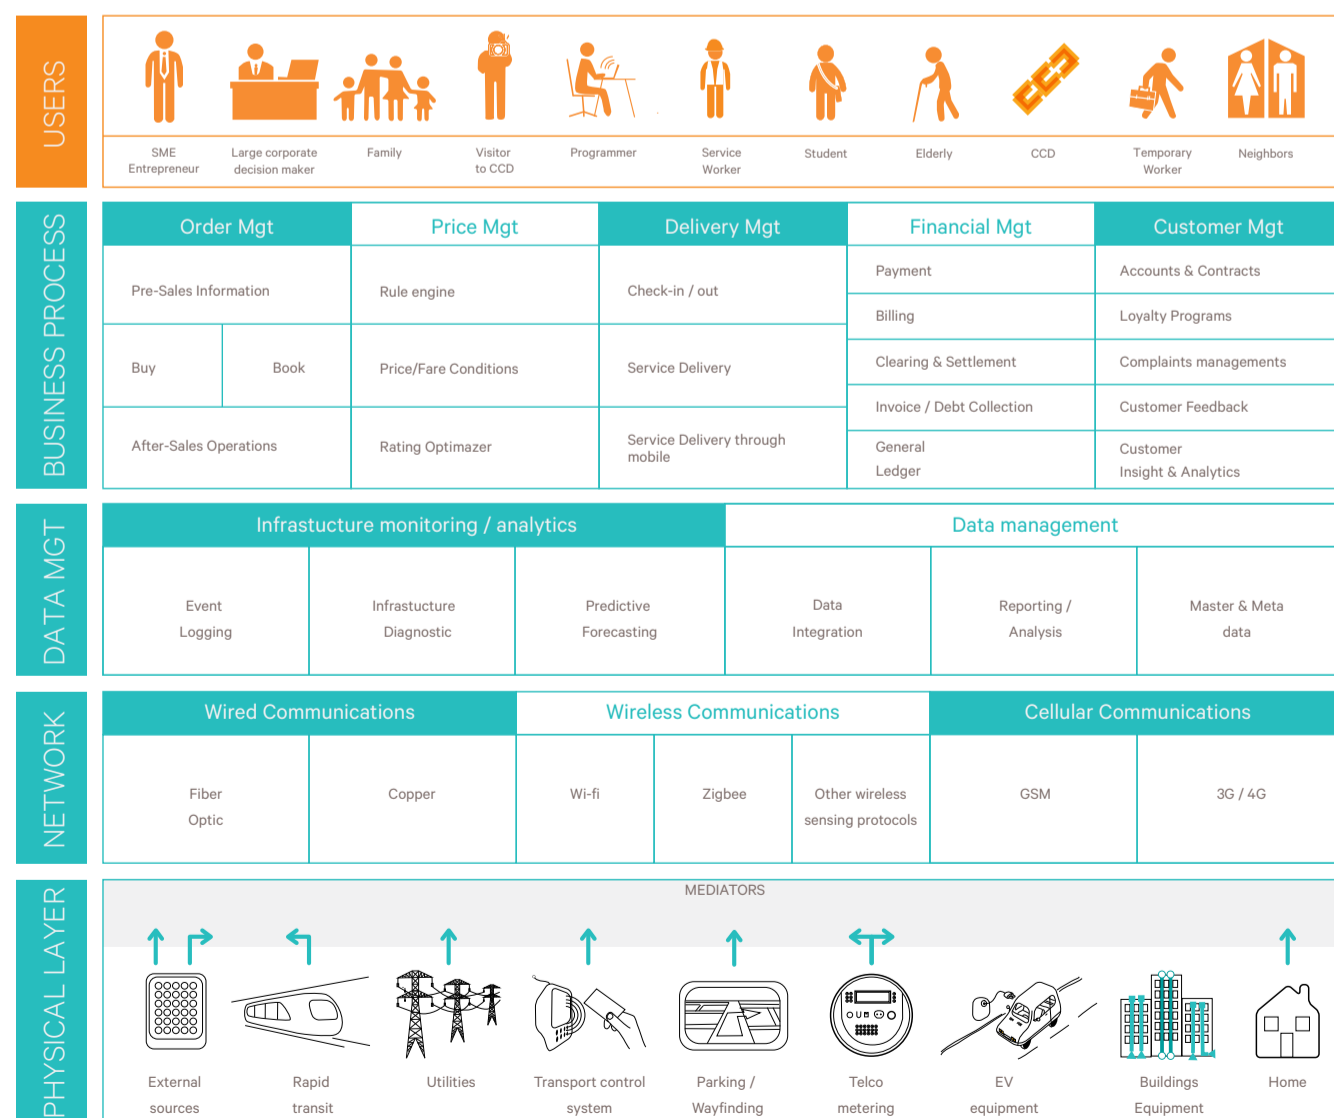 USERS
SME
Entrepreneur
Large corporate
decision maker
Family
Visitor
to CCD
Programmer
Service
Worker
Student
Elderly
CCD
Temporary
Worker
Neighbors
BUSINESS PROCESS
Order Mgt
Price Mgt
Delivery Mgt
Financial Mgt
Customer Mgt
Pre-Sales Information
Buy
Book
After-Sales Operations
Rule engine
Price/Fare Conditions
Rating Optimazer
Check-in / out
Service Delivery
Service Delivery through
mobile
Payment
Billing
Clearing & Settlement
Invoice / Debt Collection
General
Ledger
Accounts & Contracts
Loyalty Programs
Complaints managements
Customer Feedback
Customer
Insight & Analytics
DATA MGT
Infrastucture monitoring / analytics
Data management
Event
Logging
Infrastucture
Diagnostic
Predictive
Forecasting
Data
Integration
Reporting /
Analysis
Master & Meta
data
NETWORK
Wired Communications
Wireless Communications
Cellular Communications
Fiber
Optic
Copper
Wi-fi
Zigbee
Other wireless
sensing protocols
GSM
3G / 4G
PHYSICAL LAYER
MEDIATORS
External
sources
Rapid
transit
Utilities
Transport control
system
Parking /
Wayfinding
Telco
metering
EV
equipment
Buildings
Equipment
Home